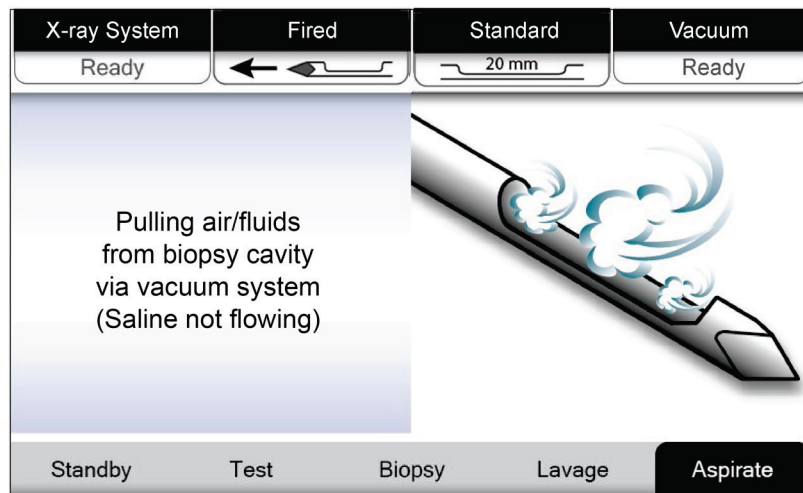 X-ray System
Fired
Standard
Vacuum
Ready
20 mm
Ready
Pulling air/fluids
from biopsy cavity
via vacuum system
(Saline not flowing)
Standby
Test
Biopsy
Lavage
Aspirate